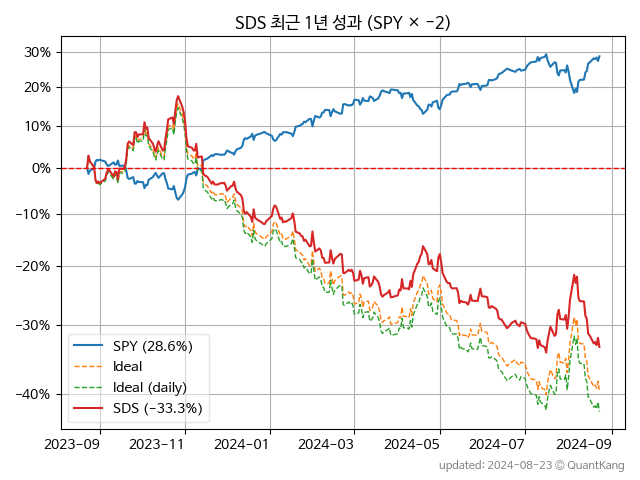 SDS 최근 1년 성과 (SPY × −2)
30%
20%
10%
0%
−10%
−20%
−30%
−40%
SPY (28.6%)
Ideal
Ideal (daily)
SDS (−33.3%)
2023-09 2023-11 2024-01 2024-03 2024-05 2024-07 2024-09
updated: 2024-08-23 ⓒ QuantKang